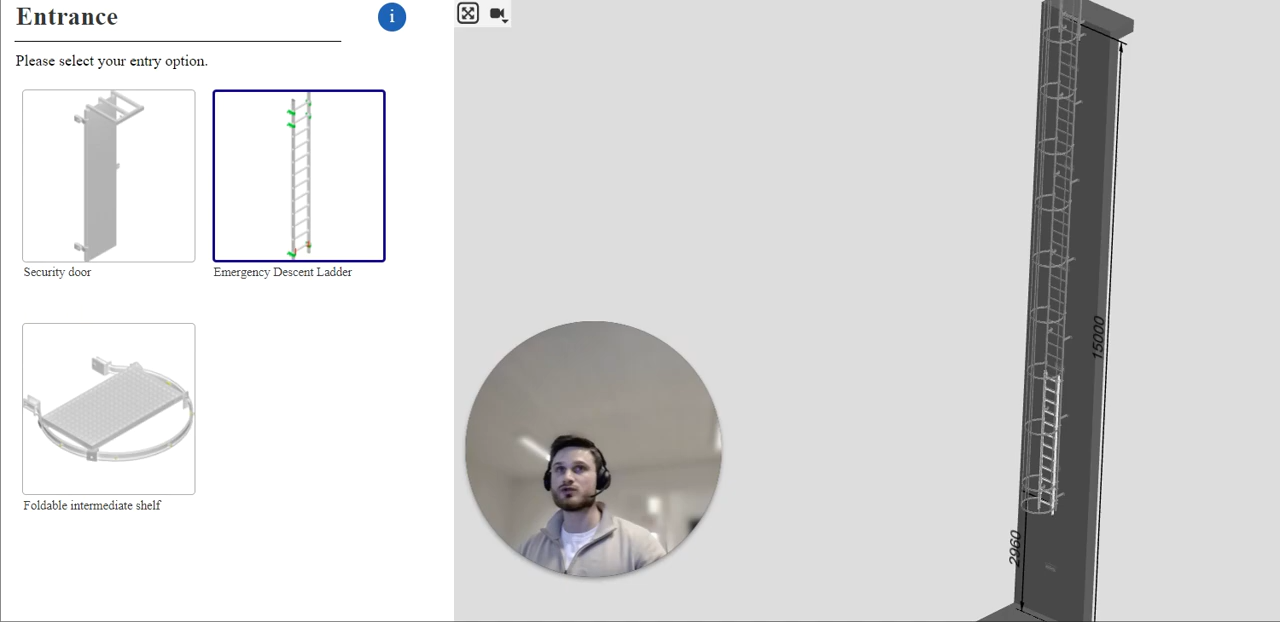 Entrance
i
Please select your entry option.
Security door
Emergency Descent Ladder
Foldable intermediate shelf
15000
2960